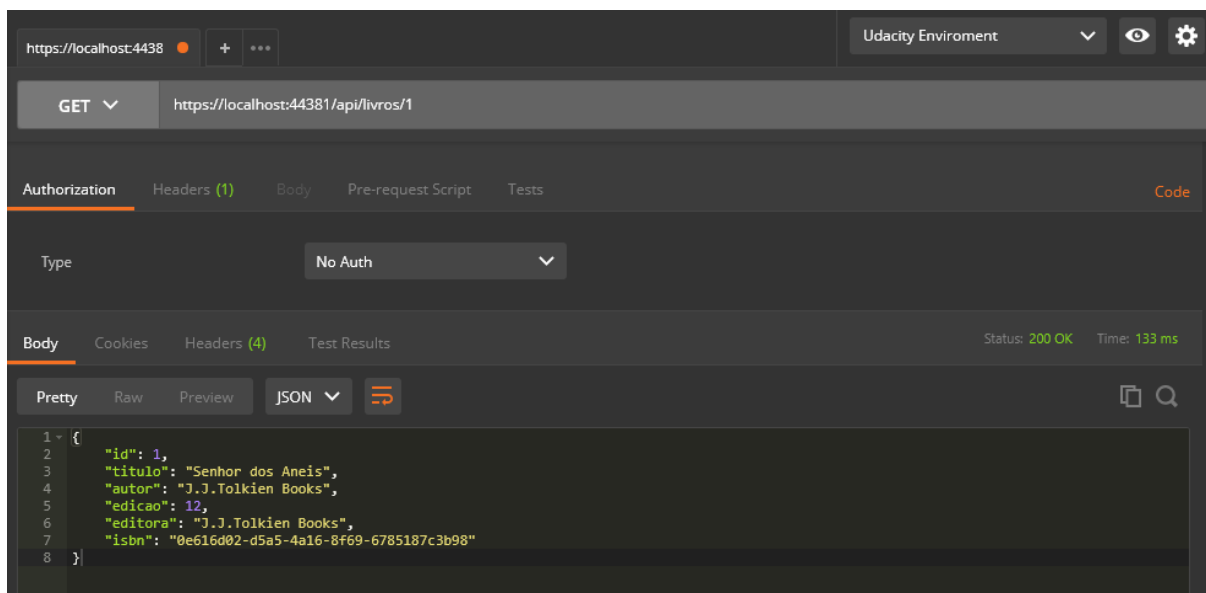 https://localhost:4438
Udacity Enviroment
GET https://localhost:44381/api/livros/1
Authorization Headers (1) Body Pre-request Script Tests Code
Type No Auth
Body Cookies Headers (4) Test Results Status: 200 OK Time: 133 ms
Pretty Raw Preview JSON
1 {
2 "id": 1,
3 "titulo": "Senhor dos Aneis",
4 "autor": "J.J.Tolkien Books",
5 "edicao": 12,
6 "editora": "J.J.Tolkien Books",
7 "isbn": "0e616d02-d5a5-4a16-8f69-6785187c3b98"
8 }